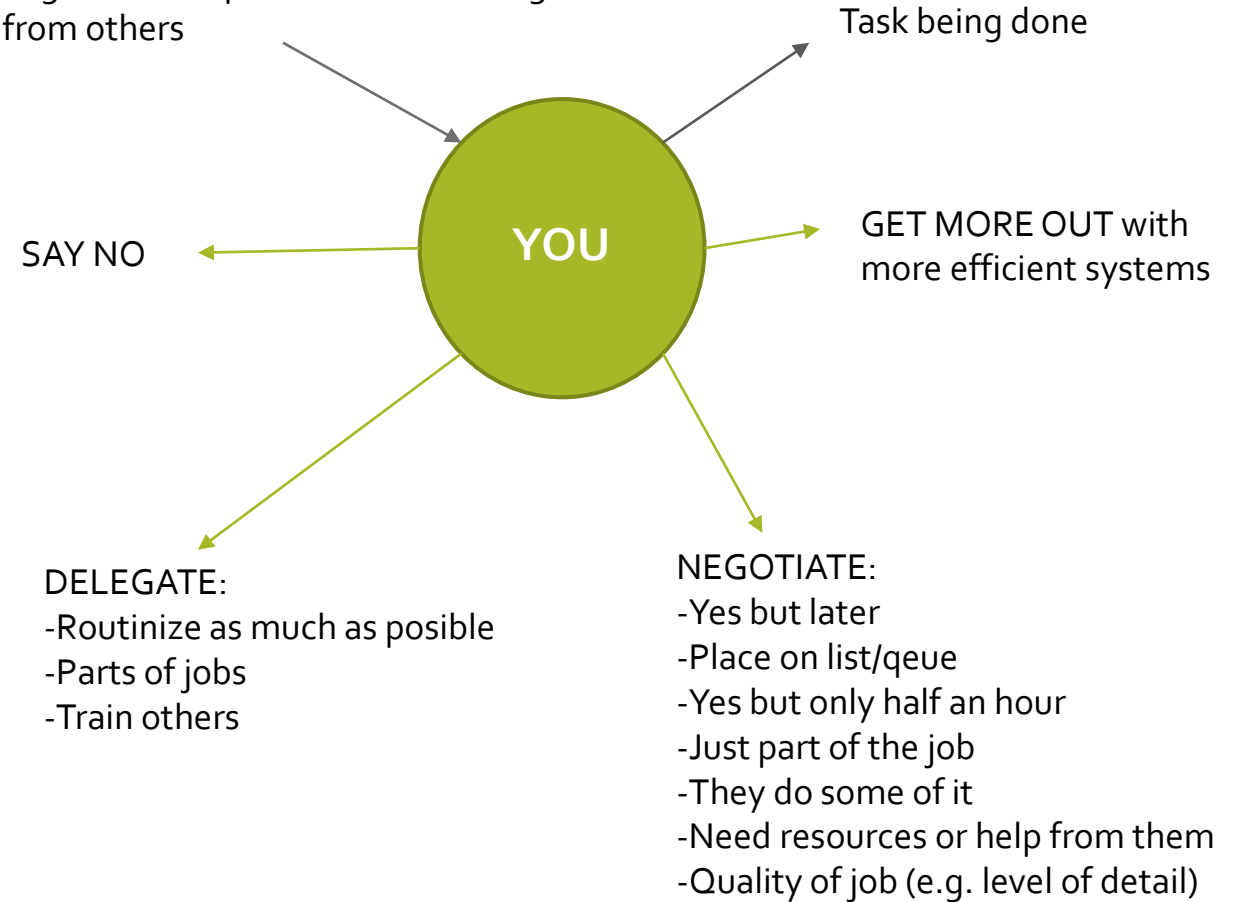 from others
Task being done
YOU
SAY NO
GET MORE OUT with
more efficient systems
DELEGATE:
-Routinize as much as posible
-Parts of jobs
-Train others
NEGOTIATE:
-Yes but later
-Place on list/qeue
-Yes but only half an hour
-Just part of the job
-They do some of it
-Need resources or help from them
-Quality of job (e.g. level of detail)